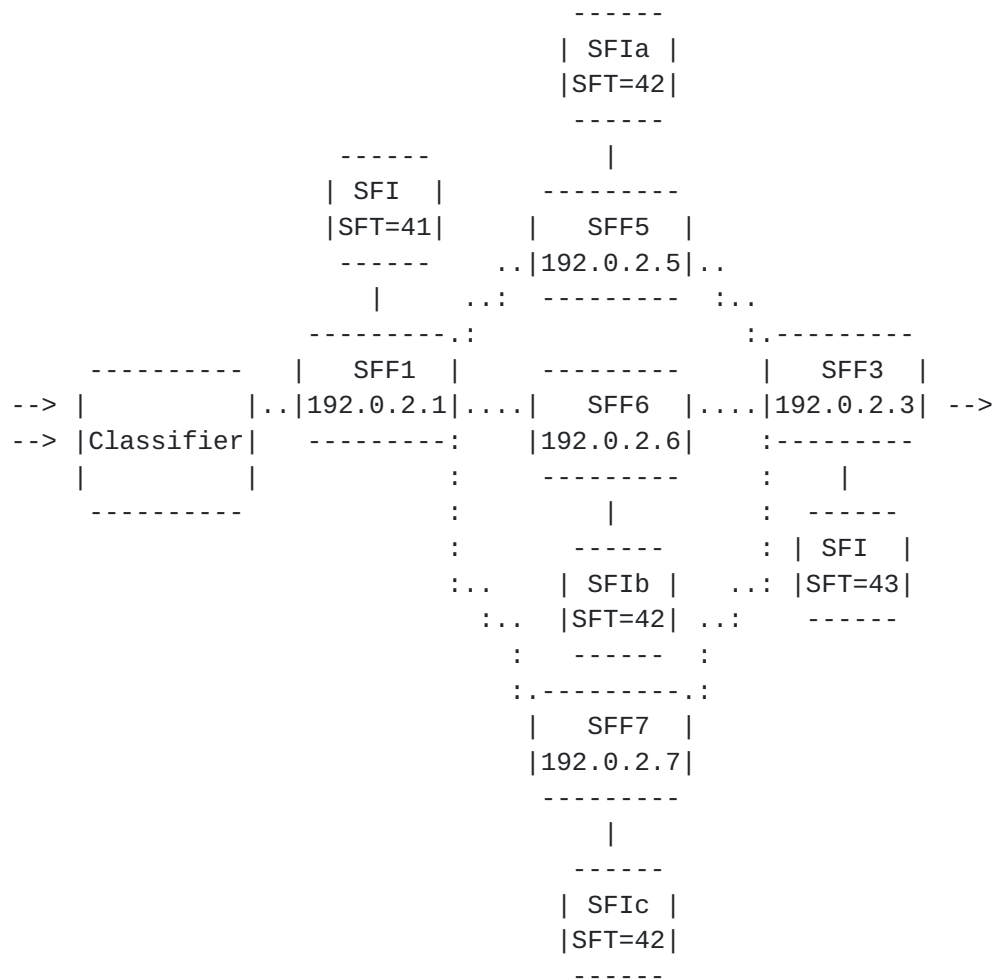 ------
| SFIa |
|SFT=42|
------
------ |
| SFI | ---------
|SFT=41| | SFF5 |
------ ..|192.0.2.5|..
| ..: --------- :..
---------.: :.---------
---------- | SFF1 | --------- | SFF3 |
--> | |..|192.0.2.1|....| SFF6 |....|192.0.2.3| -->
--> |Classifier| ---------: |192.0.2.6| :---------
| | : --------- : |
---------- : | : ------
: ------ : | SFI |
:.. | SFIb | ..: |SFT=43|
:.. |SFT=42| ..: ------
: ------ :
:.---------.:
| SFF7 |
|192.0.2.7|
---------
|
------
| SFIc |
|SFT=42|
------